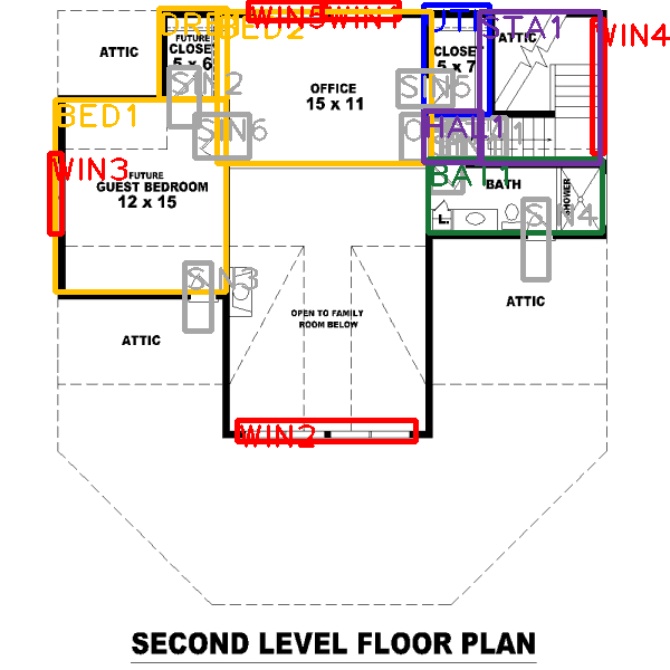 WIN5 WIN1
DRE1 BED2 UT1 STA1 WIN4
ATTIC
FUTURE
CLOSET
5 x 6
SIN2
OFFICE
15 x 11
CLOSET
5 x 7
SIN5
ATTIC
BED1
SIN6
HAL1
WIN3
FUTURE
GUEST BEDROOM
12 x 15
BAT1
BATH
SHOWER
L.
SIN4
SIN3
ATTIC
OPEN TO FAMILY
ROOM BELOW
ATTIC
WIN2
SECOND LEVEL FLOOR PLAN